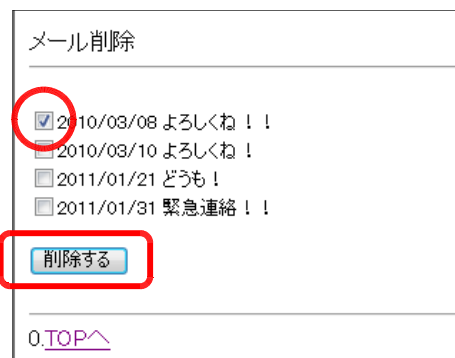 メール削除
2010/03/08 よろしくね！！
2010/03/10 よろしくね！
2011/01/21 どうも！
2011/01/31 緊急連絡！！
削除する
0.TOPへ